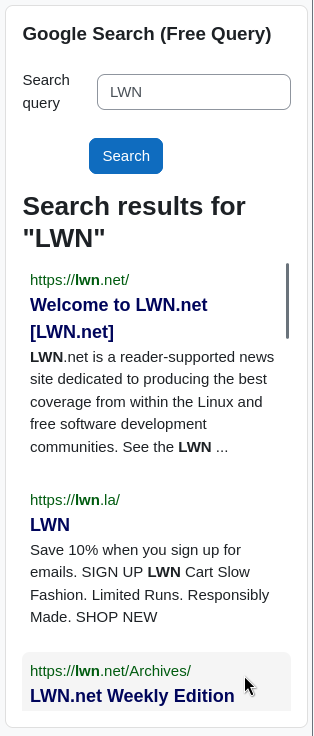 Google Search (Free Query)
Search
query
LWN
Search
Search results for
"LWN"
https://lwn.net/
Welcome to LWN.net
[LWN.net]
LWN.net is a reader-supported news
site dedicated to producing the best
coverage from within the Linux and
free software development
communities. See the LWN ...
https://lwn.la/
LWN
Save 10% when you sign up for
emails. SIGN UP LWN Cart Slow
Fashion. Limited Runs. Responsibly
Made. SHOP NEW
https://lwn.net/Archives/
LWN.net Weekly Edition